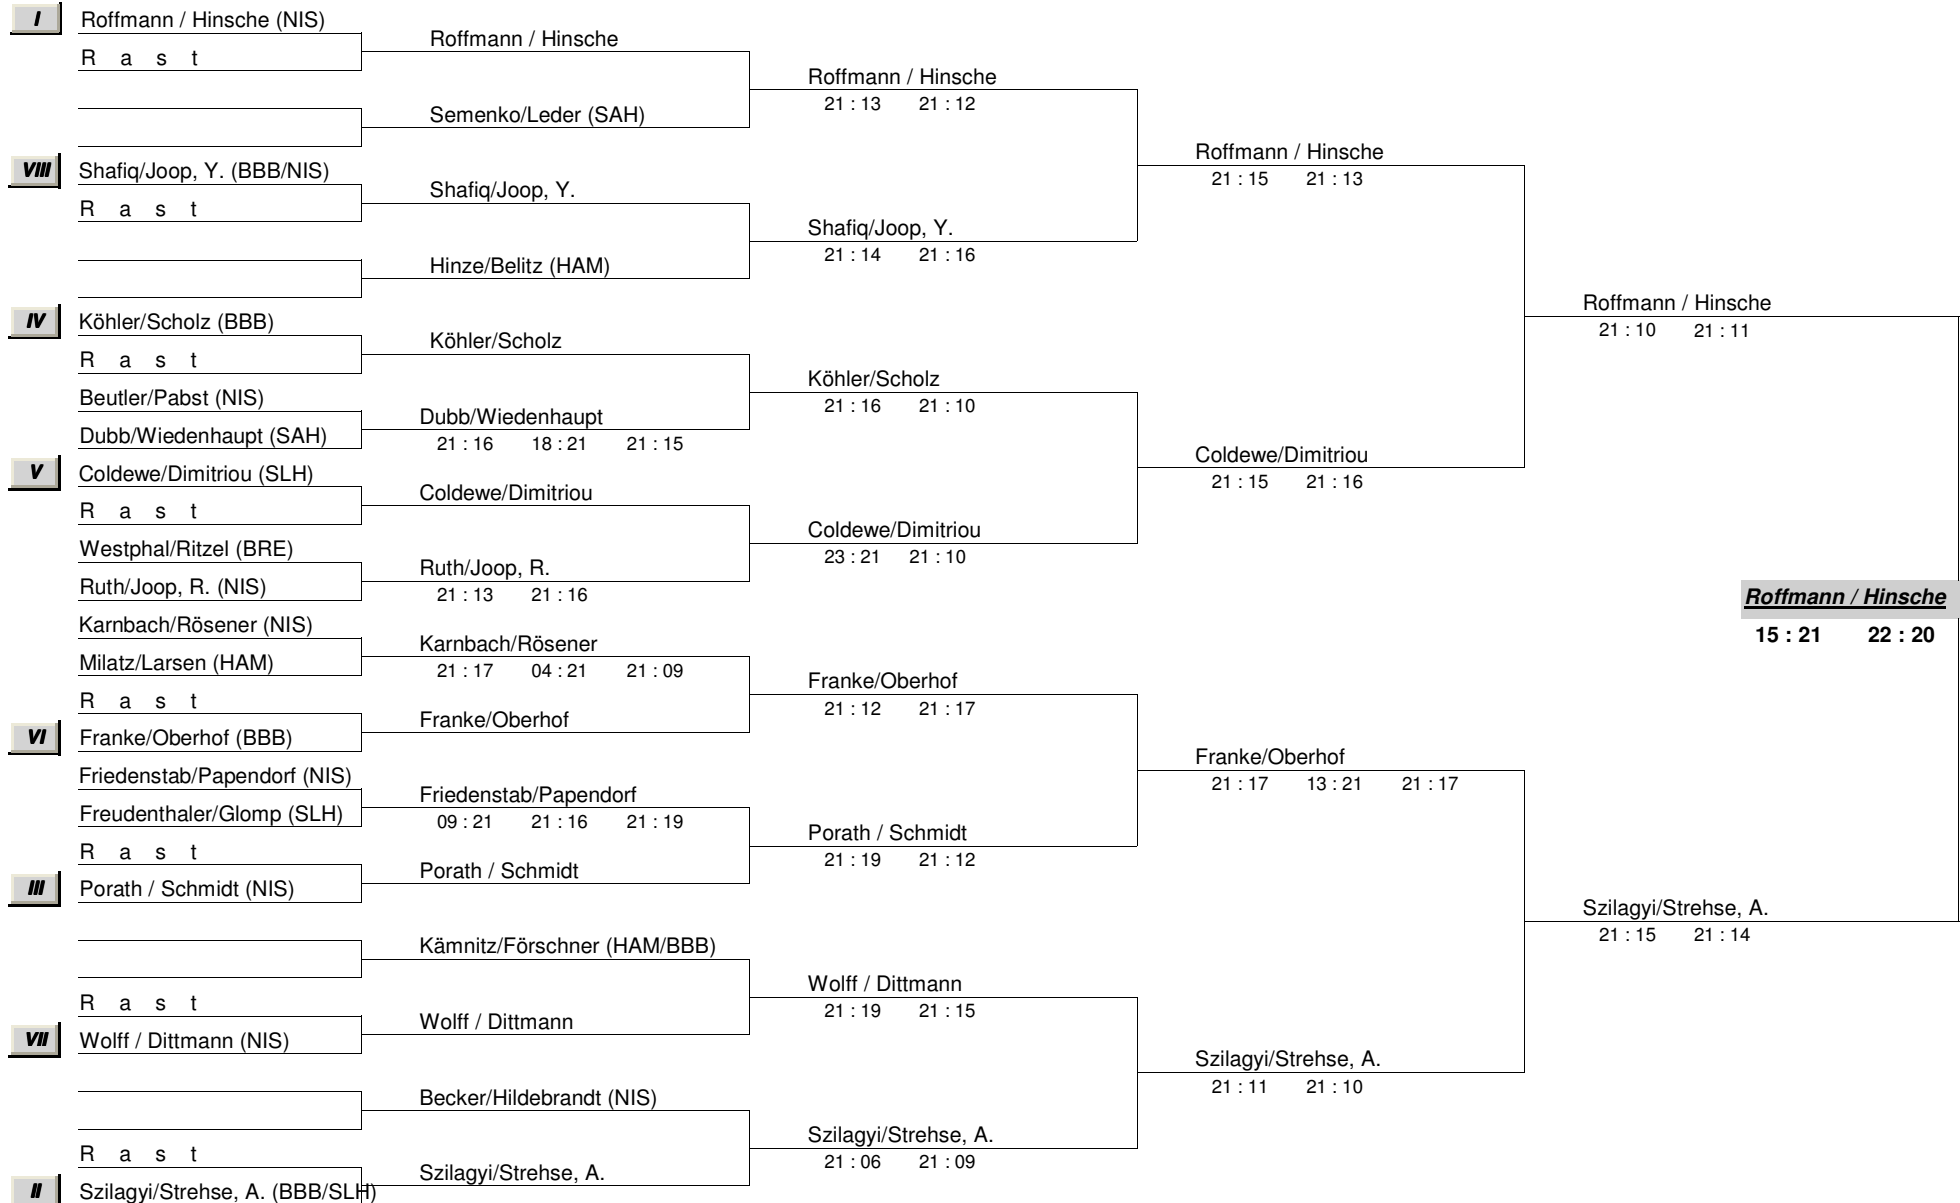 I Roffmann / Hinsche (NIS)
R a s t
VIII Shafiq/Joop, Y. (BBB/NIS)
R a s t
IV Köhler/Scholz (BBB)
R a s t
Beutler/Pabst (NIS)
Dubb/Wiedenhaupt (SAH)
V Coldewe/Dimitriou (SLH)
R a s t
Westphal/Ritzel (BRE)
Ruth/Joop, R. (NIS)
Karnbach/Rösener (NIS)
Milatz/Larsen (HAM)
R a s t
VI Franke/Oberhof (BBB)
Friedenstab/Papendorf (NIS)
Freudenthaler/Glomp (SLH)
R a s t
III Porath / Schmidt (NIS)
R a s t
VII Wolff / Dittmann (NIS)
R a s t
II Szilagyi/Strehse, A. (BBB/SLH)
Roffmann / Hinsche
Semenko/Leder (SAH)
Shafiq/Joop, Y.
Hinze/Belitz (HAM)
Köhler/Scholz
Dubb/Wiedenhaupt
21 : 16 18 : 21 21 : 15
Coldewe/Dimitriou
Ruth/Joop, R.
21 : 13 21 : 16
Karnbach/Rösener
21 : 17 04 : 21 21 : 09
Franke/Oberhof
Friedenstab/Papendorf
09 : 21 21 : 16 21 : 19
Porath / Schmidt
Kämnitz/Förschner (HAM/BBB)
Wolff / Dittmann
Becker/Hildebrandt (NIS)
Szilagyi/Strehse, A.
Roffmann / Hinsche
21 : 13 21 : 12
Shafiq/Joop, Y.
21 : 14 21 : 16
Köhler/Scholz
21 : 16 21 : 10
Coldewe/Dimitriou
23 : 21 21 : 10
Franke/Oberhof
21 : 12 21 : 17
Porath / Schmidt
21 : 19 21 : 12
Wolff / Dittmann
21 : 19 21 : 15
Szilagyi/Strehse, A.
21 : 06 21 : 09
Roffmann / Hinsche
21 : 15 21 : 13
Coldewe/Dimitriou
21 : 15 21 : 16
Franke/Oberhof
21 : 17 13 : 21 21 : 17
Szilagyi/Strehse, A.
21 : 11 21 : 10
Roffmann / Hinsche
21 : 10 21 : 11
Szilagyi/Strehse, A.
21 : 15 21 : 14
Roffmann / Hinsche
15 : 21 22 : 20